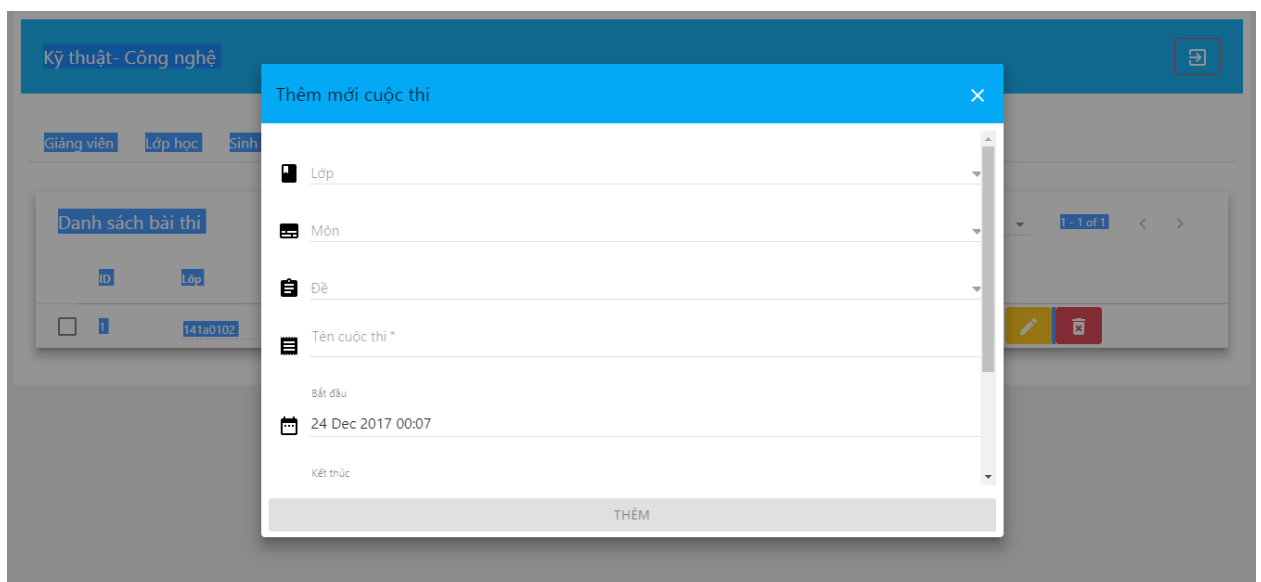 Kỹ thuật- Công nghệ
Thêm mới cuộc thi
Giảng viên Lớp học Sinh
Lớp
Danh sách bài thi
1 - 1 of 1
Môn
ID Lớp
Đề
1 141a0102
Tên cuộc thi *
Bắt đầu
24 Dec 2017 00:07
Kết thúc
THÊM